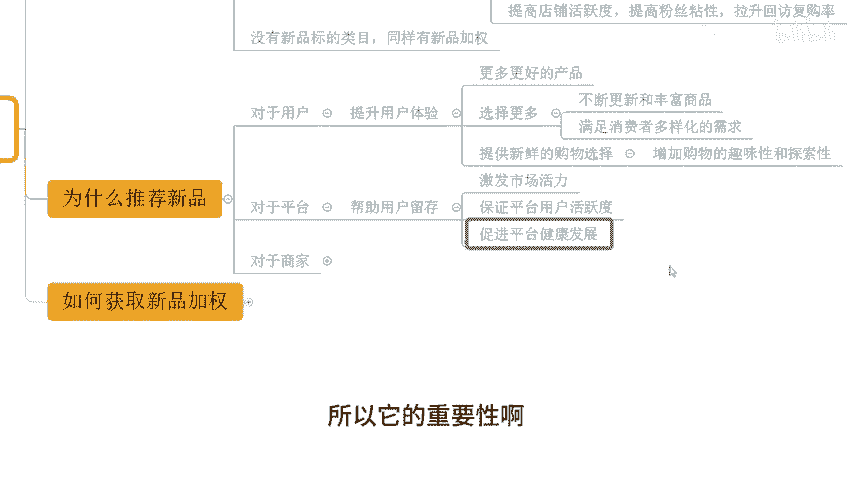 提高店铺活跃度，提高粉丝粘性，拉升回访复购率
没有新品标的类目，同样有新品加权
更多更好的产品
对于用户
提升用户体验
选择更多
不断更新和丰富商品
满足消费者多样化的需求
提供新鲜的购物选择
增加购物的趣味性和探索性
为什么推荐新品
对于平台
帮助用户留存
激发市场活力
保证平台用户活跃度
促进平台健康发展
对于商家
如何获取新品加权
所以它的重要性啊